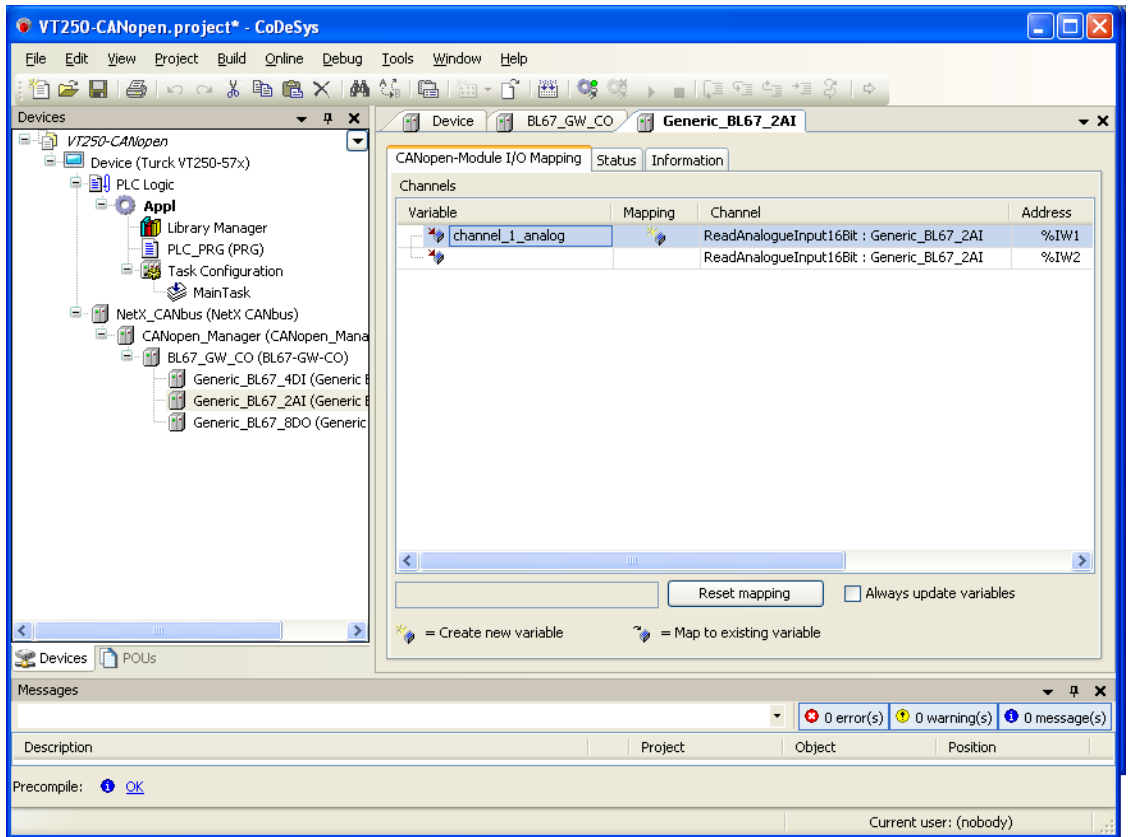 VT250-CANopen.project* - CoDeSys
File Edit View Project Build Online Debug Tools Window Help
Devices
VT250-CANopen
Device (Turck VT250-57x)
PLC Logic
Appl
Library Manager
PLC_PRG (PRG)
Task Configuration
MainTask
NetX_CANbus (NetX CANbus)
CANopen_Manager (CANopen_Mana
BL67_GW_CO (BL67-GW-CO)
Generic_BL67_4DI (Generic B
Generic_BL67_2AI (Generic B
Generic_BL67_8DO (Generic
Devices POUs
Device BL67_GW_CO Generic_BL67_2AI
CANopen-Module I/O Mapping Status Information
Channels
Variable Mapping Channel Address
channel_1_analog ReadAnalogueInput16Bit : Generic_BL67_2AI %IW1
ReadAnalogueInput16Bit : Generic_BL67_2AI %IW2
Reset mapping Always update variables
= Create new variable = Map to existing variable
Messages
0 error(s) 0 warning(s) 0 message(s)
Description Project Object Position
Precompile: OK
Current user: (nobody)